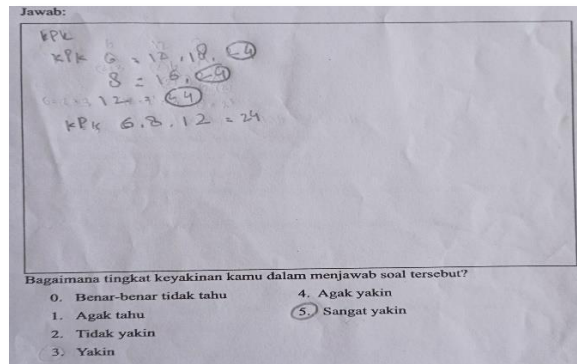 Jawab:
KPK
KPK 6 = 12, 18, 24
8 = 16, 24
12 = 24
KPK 6, 8, 12 = 24
Bagaimana tingkat keyakinan kamu dalam menjawab soal tersebut?
0. Benar-benar tidak tahu
1. Agak tahu
2. Tidak yakin
3. Yakin
4. Agak yakin
5. Sangat yakin